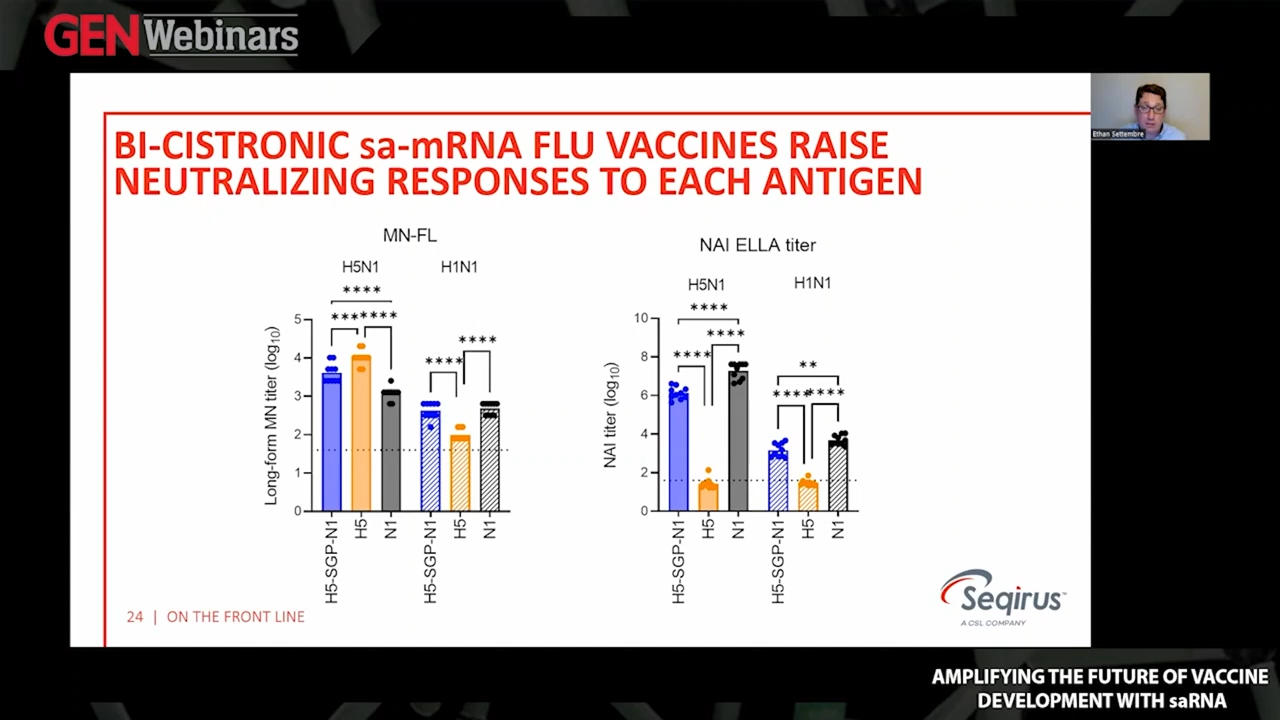 GEN Webinars
Ethan Settembre
BI-CISTRONIC sa-mRNA FLU VACCINES RAISE
NEUTRALIZING RESPONSES TO EACH ANTIGEN
MN-FL
H5N1
H1N1
****
***
****
****
****
Long-form MN titer (log10)
5
4
3
2
1
0
H5-SGP-N1
H5
N1
H5-SGP-N1
H5
N1
NAI ELLA titer
H5N1
H1N1
****
****
****
**
****
****
NAI titer (log10)
10
8
6
4
2
0
H5-SGP-N1
H5
N1
H5-SGP-N1
H5
N1
24 | ON THE FRONT LINE
Seqirus™
A CSL COMPANY
AMPLIFYING THE FUTURE OF VACCINE
DEVELOPMENT WITH saRNA